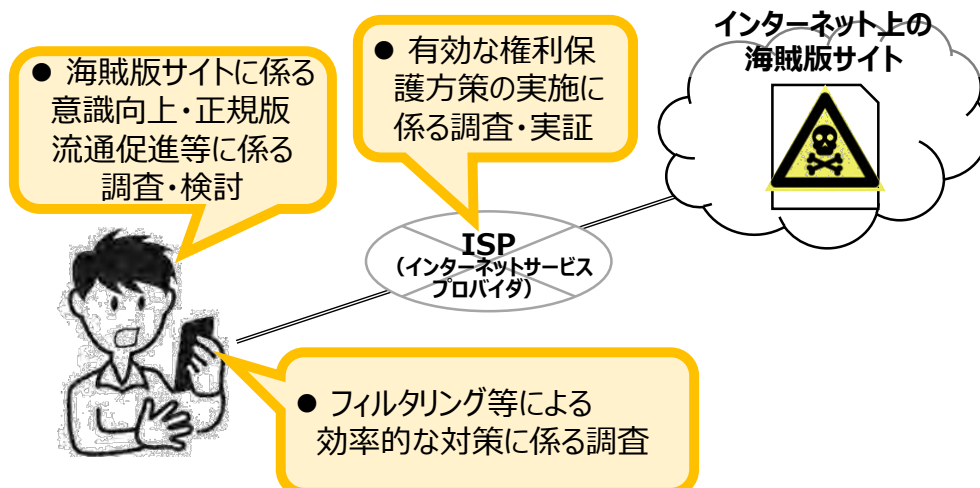 インターネット上の
海賊版サイト
● 海賊版サイトに係る
意識向上・正規版
流通促進等に係る
調査・検討
● 有効な権利保
護方策の実施に
係る調査・実証
ISP
（インターネットサービス
プロバイダ）
● フィルタリング等による
効率的な対策に係る調査